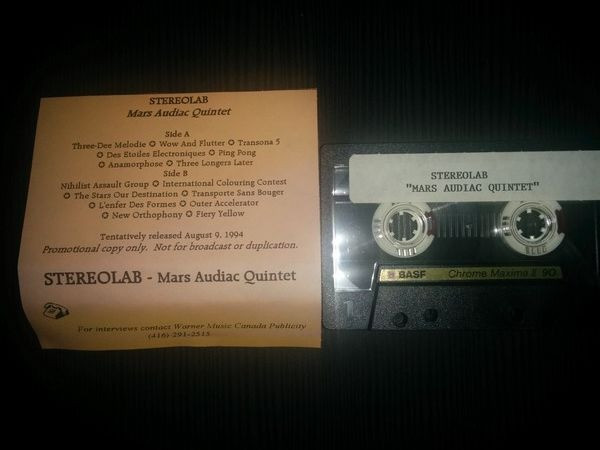 STEREOLAB
Mars Audiac Quintet
Side A
Three-Dee Melodie ✪ Wow And Flutter ✪ Transona 5
✪ Des Etoiles Electroniques ✪ Ping Pong
✪ Anamorphose ✪ Three Longers Later
Side B
Nihilist Assault Group ✪ International Colouring Contest
✪ The Stars Our Destination ✪ Transporte Sans Bouger
✪ L'enfer Des Formes ✪ Outer Accelerator
✪ New Orthophony ✪ Fiery Yellow
Tentatively released August 9, 1994
Promotional copy only. Not for broadcast or duplication.
STEREOLAB - Mars Audiac Quintet
For interviews contact Warner Music Canada Publicity
(416) 291-2515
STEREOLAB
"MARS AUDIAC QUINTET"
BASF Chrome Maxima II 90
1